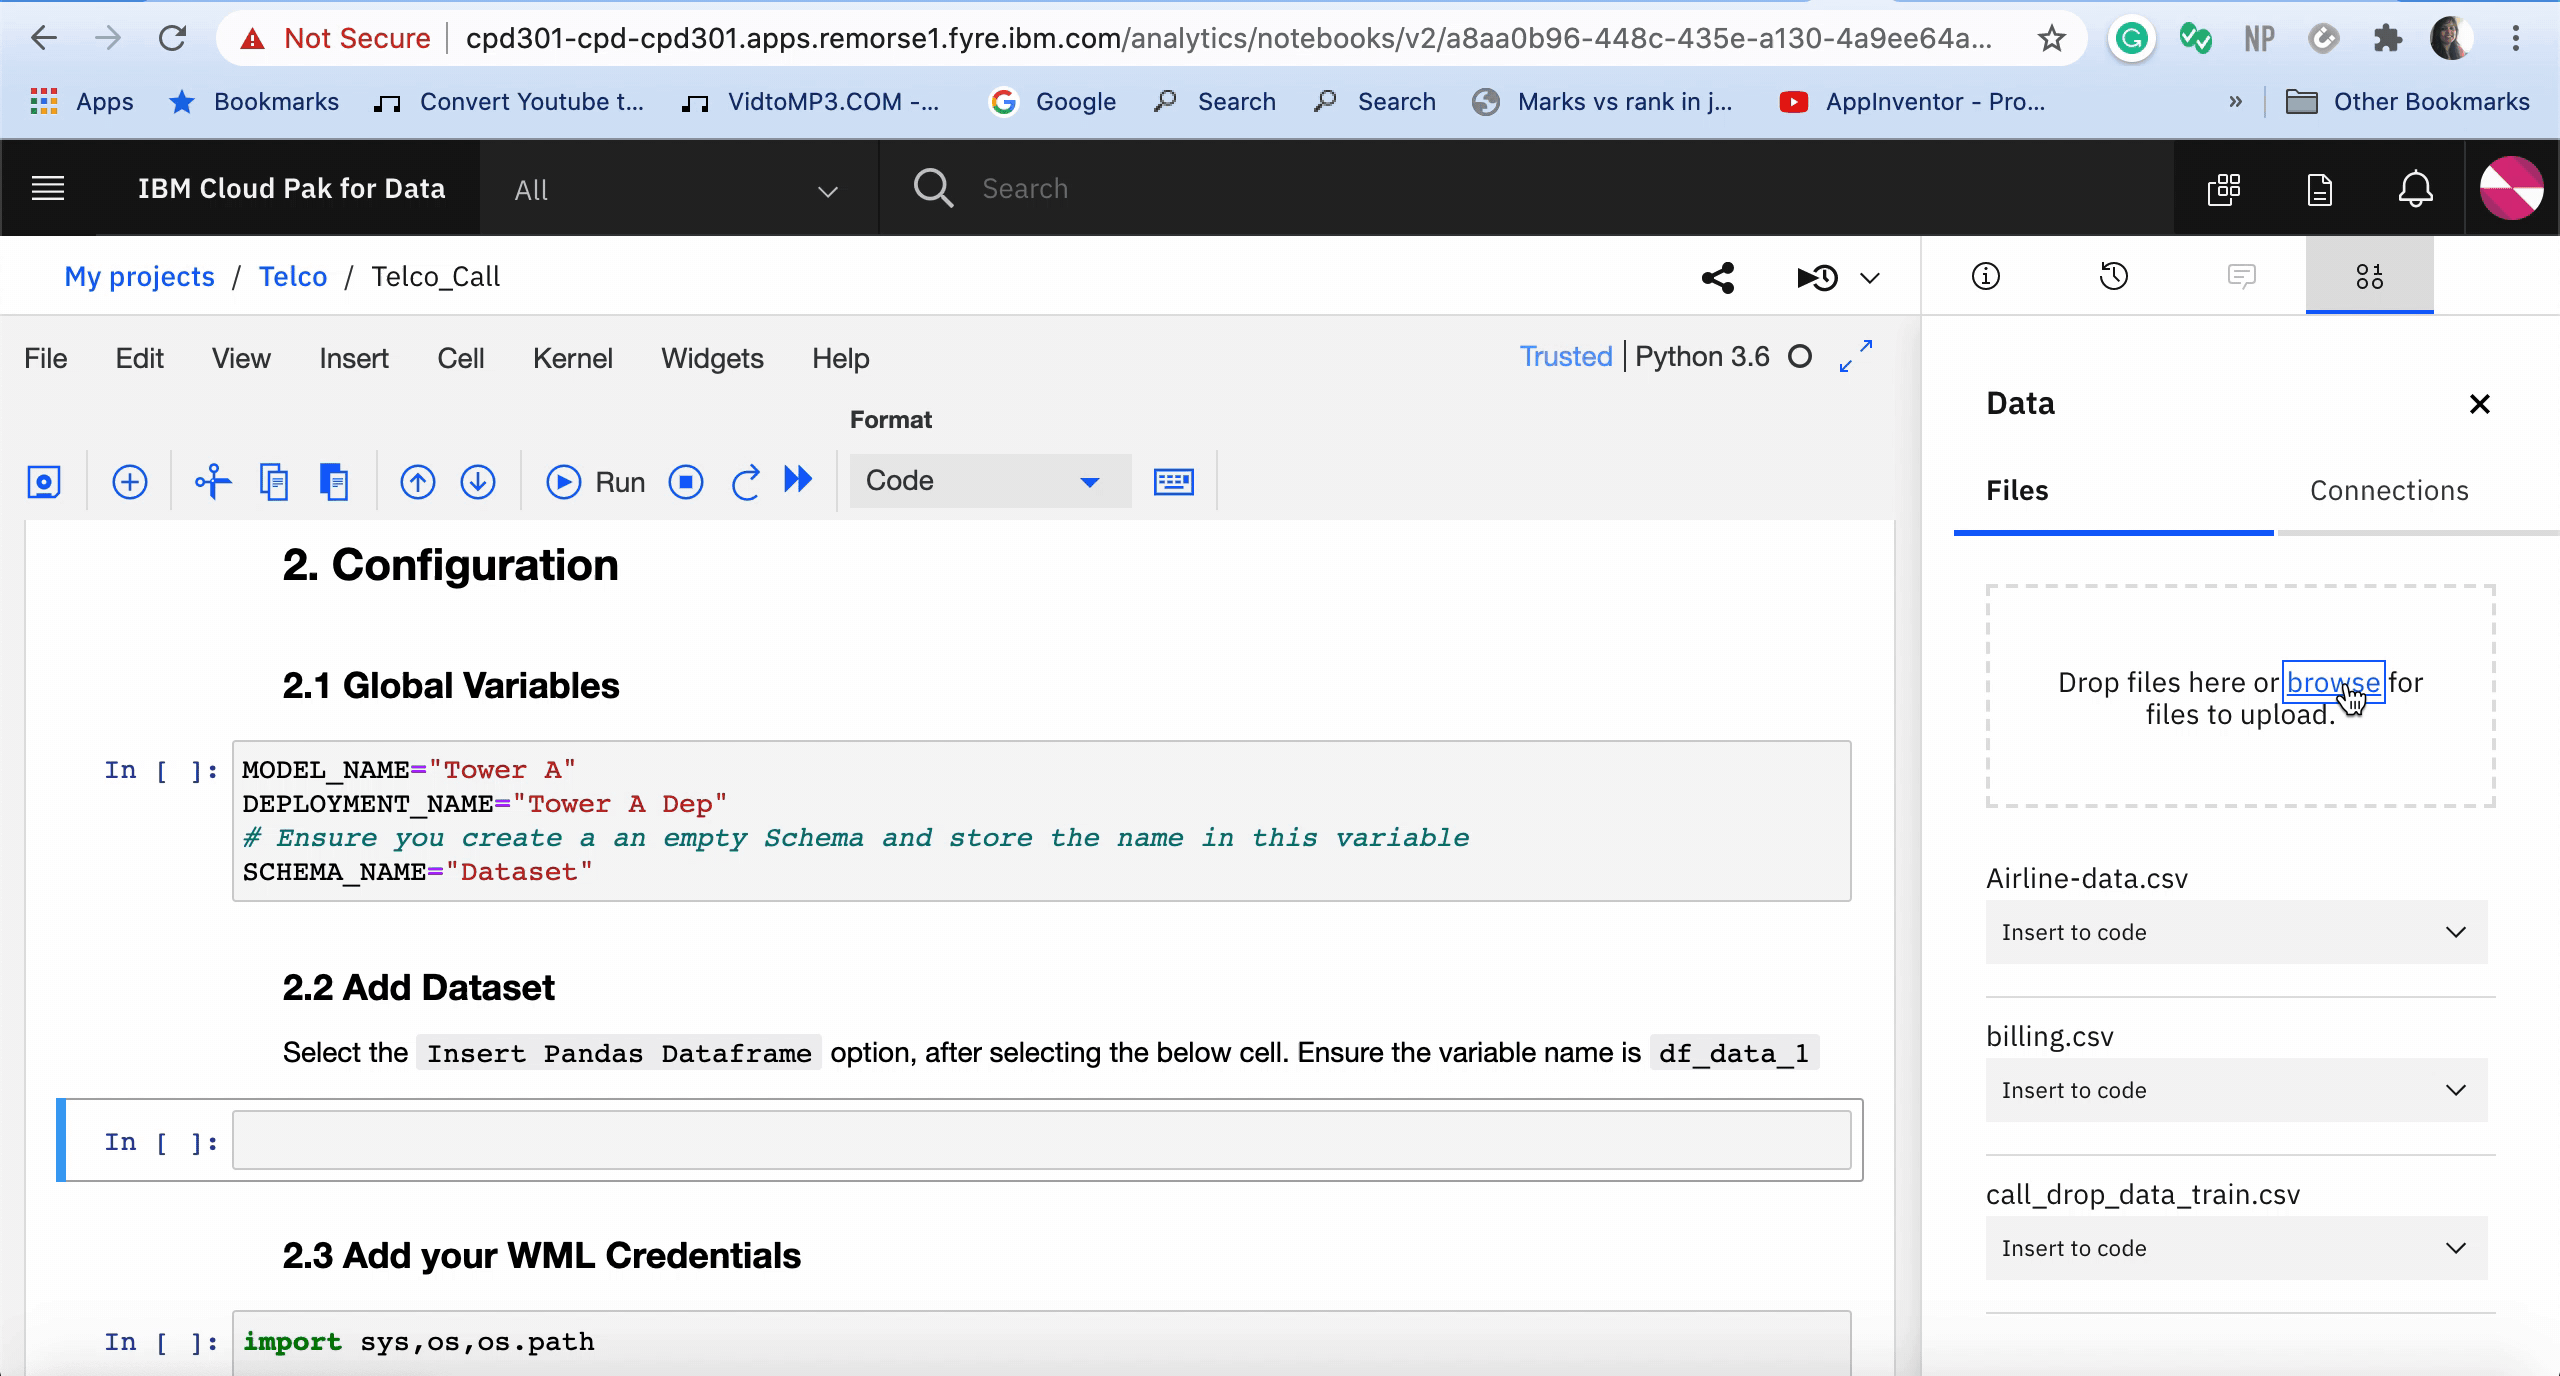 Not Secure
cpd301-cpd-cpd301.apps.remorse1.fyre.ibm.com/analytics/notebooks/v2/a8aa0b96-448c-435e-a130-4a9ee64a...
NP
Apps
Bookmarks
Convert Youtube t...
VidtoMP3.COM -...
Google
Search
Search
Marks vs rank in j...
AppInventor - Pro...
»
Other Bookmarks
IBM Cloud Pak for Data
All
Search
My projects / Telco / Telco_Call
File Edit View Insert Cell Kernel Widgets Help
Trusted | Python 3.6
Format
Run
Code
2. Configuration
2.1 Global Variables
In [ ]:
MODEL_NAME="Tower A"
DEPLOYMENT_NAME="Tower A Dep"
# Ensure you create a an empty Schema and store the name in this variable
SCHEMA_NAME="Dataset"
2.2 Add Dataset
Select the Insert Pandas Dataframe option, after selecting the below cell. Ensure the variable name is df_data_1
In [ ]:
2.3 Add your WML Credentials
In [ ]:
import sys,os,os.path
Data
Files
Connections
Drop files here or browse for
files to upload.
Airline-data.csv
Insert to code
billing.csv
Insert to code
call_drop_data_train.csv
Insert to code